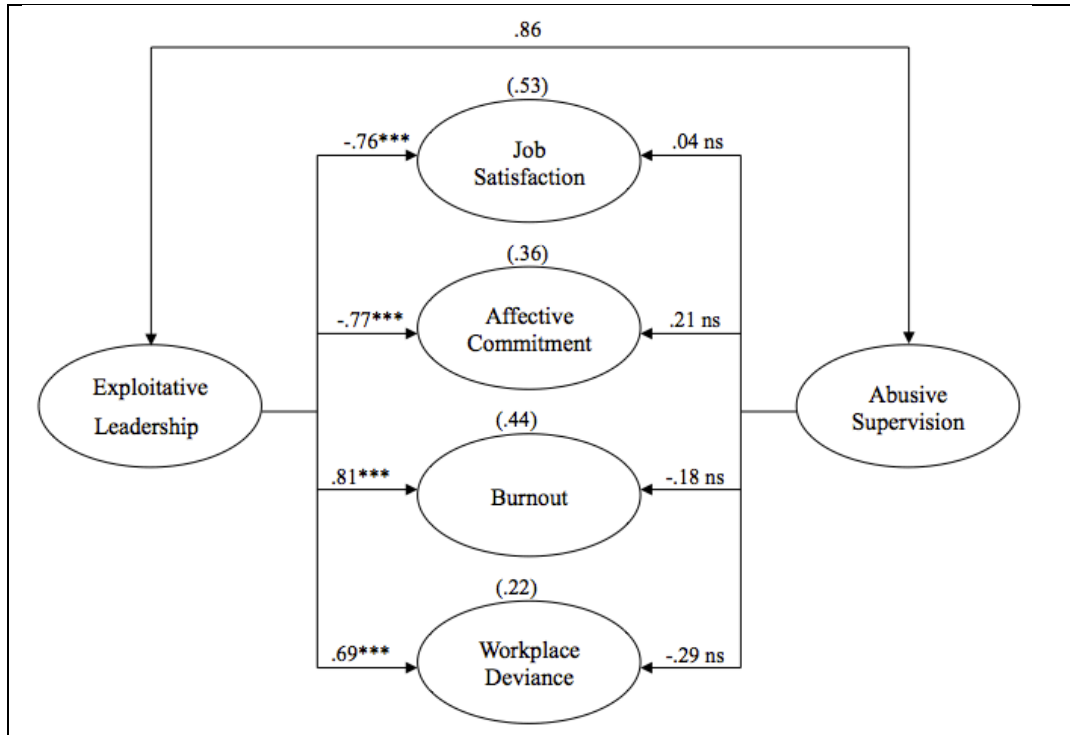 .86
(.53)
-.76***
Job
Satisfaction
.04 ns
(.36)
-.77***
Affective
Commitment
.21 ns
Exploitative
Leadership
Abusive
Supervision
(.44)
.81***
Burnout
-.18 ns
(.22)
.69***
Workplace
Deviance
-.29 ns